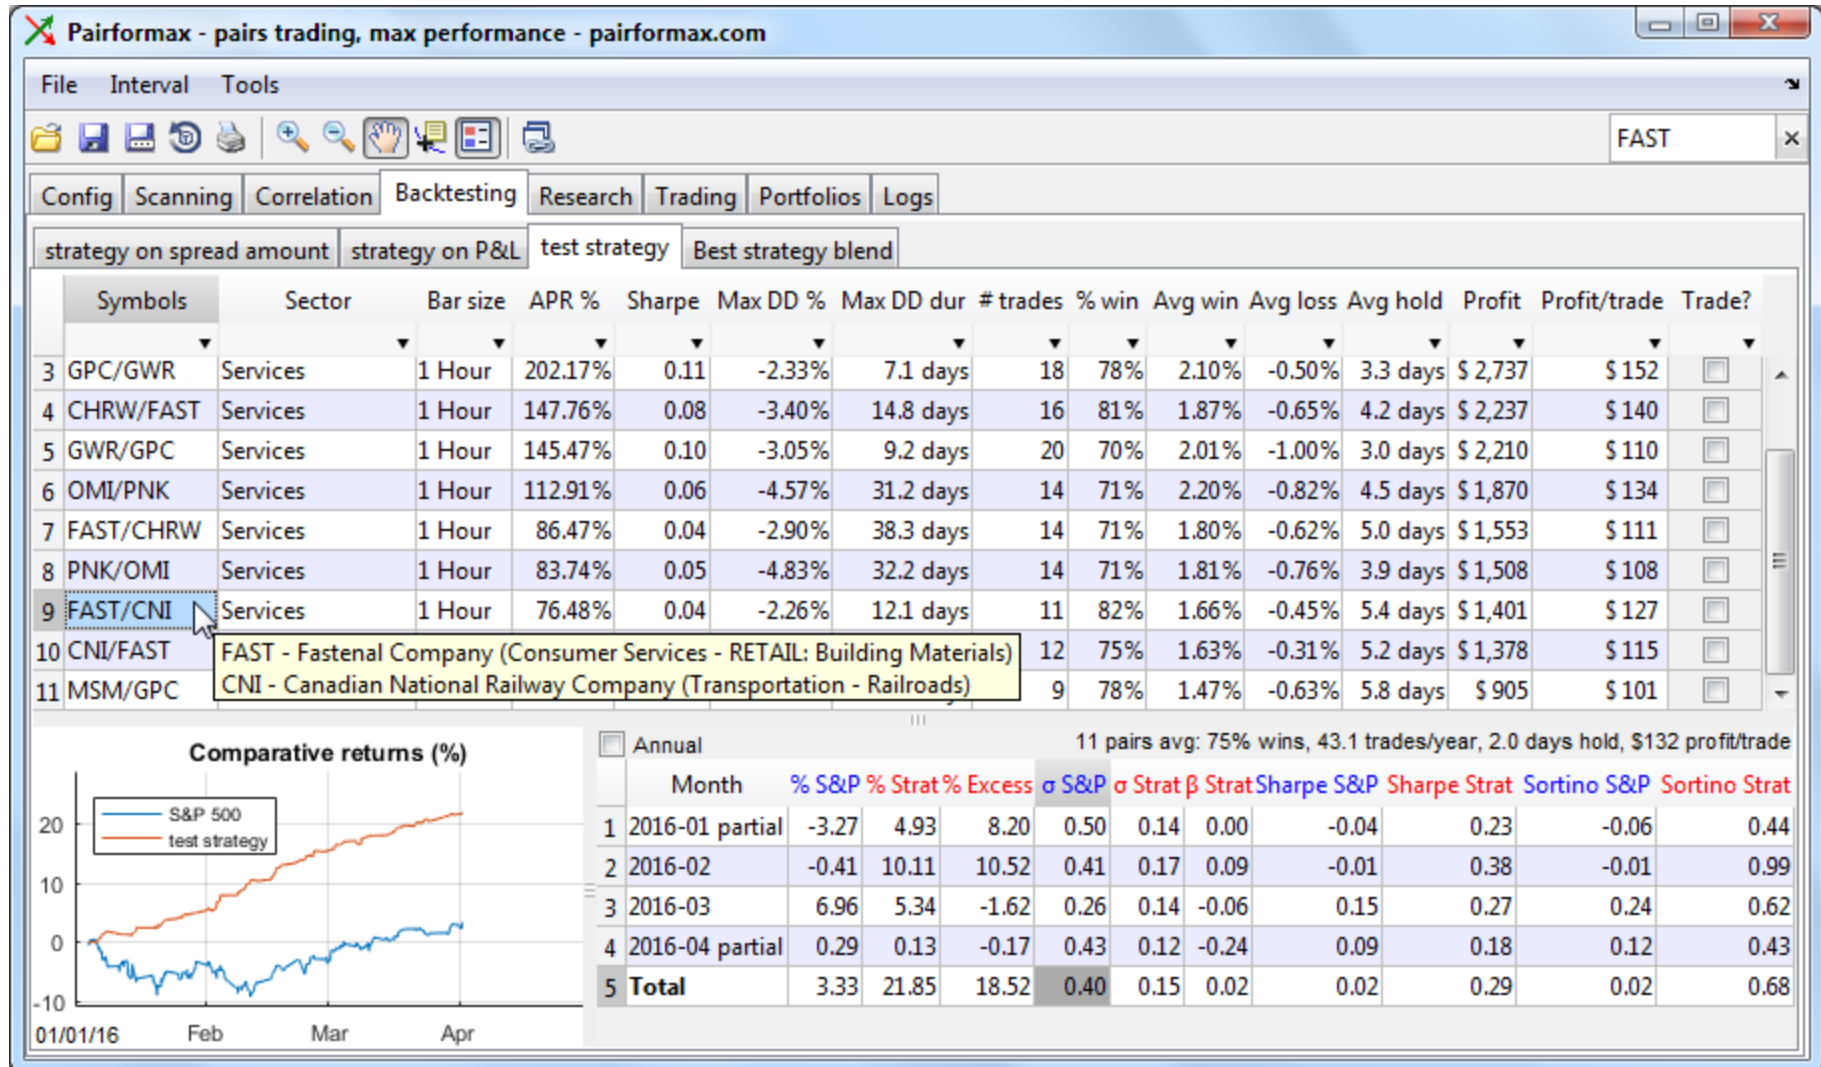 Pairformax - pairs trading, max performance - pairformax.com
File Interval Tools
FAST
Config Scanning Correlation Backtesting Research Trading Portfolios Logs
strategy on spread amount strategy on P&L test strategy Best strategy blend
Symbols Sector Bar size APR % Sharpe Max DD % Max DD dur # trades % win Avg win Avg loss Avg hold Profit Profit/trade Trade?
3 GPC/GWR Services 1 Hour 202.17% 0.11 -2.33% 7.1 days 18 78% 2.10% -0.50% 3.3 days $ 2,737 $ 152
4 CHRW/FAST Services 1 Hour 147.76% 0.08 -3.40% 14.8 days 16 81% 1.87% -0.65% 4.2 days $ 2,237 $ 140
5 GWR/GPC Services 1 Hour 145.47% 0.10 -3.05% 9.2 days 20 70% 2.01% -1.00% 3.0 days $ 2,210 $ 110
6 OMI/PNK Services 1 Hour 112.91% 0.06 -4.57% 31.2 days 14 71% 2.20% -0.82% 4.5 days $ 1,870 $ 134
7 FAST/CHRW Services 1 Hour 86.47% 0.04 -2.90% 38.3 days 14 71% 1.80% -0.62% 5.0 days $ 1,553 $ 111
8 PNK/OMI Services 1 Hour 83.74% 0.05 -4.83% 32.2 days 14 71% 1.81% -0.76% 3.9 days $ 1,508 $ 108
9 FAST/CNI Services 1 Hour 76.48% 0.04 -2.26% 12.1 days 11 82% 1.66% -0.45% 5.4 days $ 1,401 $ 127
10 CNI/FAST 12 75% 1.63% -0.31% 5.2 days $ 1,378 $ 115
FAST - Fastenal Company (Consumer Services - RETAIL: Building Materials)
CNI - Canadian National Railway Company (Transportation - Railroads)
11 MSM/GPC 9 78% 1.47% -0.63% 5.8 days $ 905 $ 101
Comparative returns (%)
S&P 500
test strategy
20
10
0
-10
01/01/16 Feb Mar Apr
Annual 11 pairs avg: 75% wins, 43.1 trades/year, 2.0 days hold, $132 profit/trade
Month % S&P % Strat % Excess σ S&P σ Strat β Strat Sharpe S&P Sharpe Strat Sortino S&P Sortino Strat
1 2016-01 partial -3.27 4.93 8.20 0.50 0.14 0.00 -0.04 0.23 -0.06 0.44
2 2016-02 -0.41 10.11 10.52 0.41 0.17 0.09 -0.01 0.38 -0.01 0.99
3 2016-03 6.96 5.34 -1.62 0.26 0.14 -0.06 0.15 0.27 0.24 0.62
4 2016-04 partial 0.29 0.13 -0.17 0.43 0.12 -0.24 0.09 0.18 0.12 0.43
5 Total 3.33 21.85 18.52 0.40 0.15 0.02 0.02 0.29 0.02 0.68